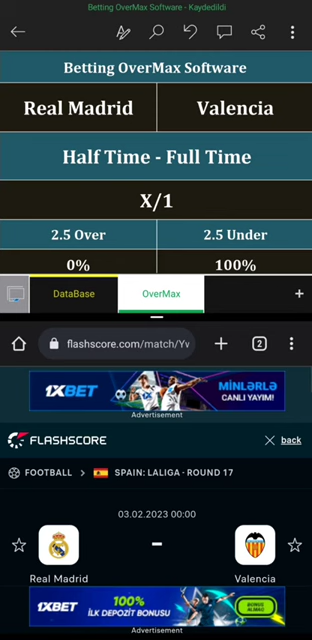 Betting OverMax Software - Kaydedildi
Betting OverMax Software
Real Madrid Valencia
Half Time - Full Time
X/1
2.5 Over 2.5 Under
0% 100%
DataBase OverMax +
flashscore.com/match/Yv + 2
1XBET MİNLƏRLƏ
CANLI YAYIM!
Advertisement
FLASHSCORE × back
FOOTBALL > SPAIN: LALIGA - ROUND 17
03.02.2023 00:00
-
Real Madrid Valencia
1XBET 100%
İLK DEPOZİT BONUSU
BONUS
Advertisement